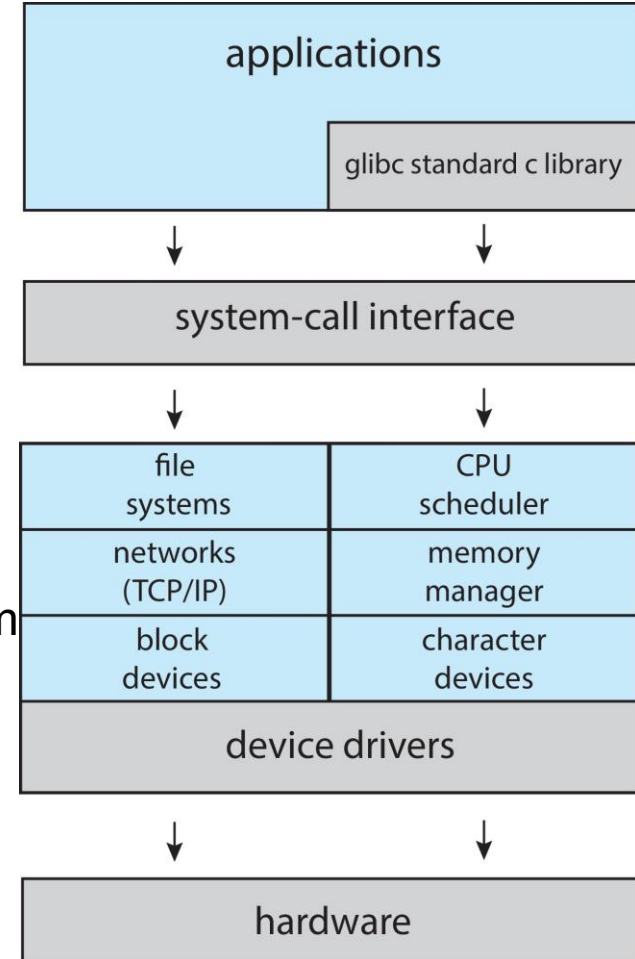 applications
glibc standard c library
system-call interface
file
systems
CPU
scheduler
networks
(TCP/IP)
memory
manager
block
devices
character
devices
device drivers
hardware